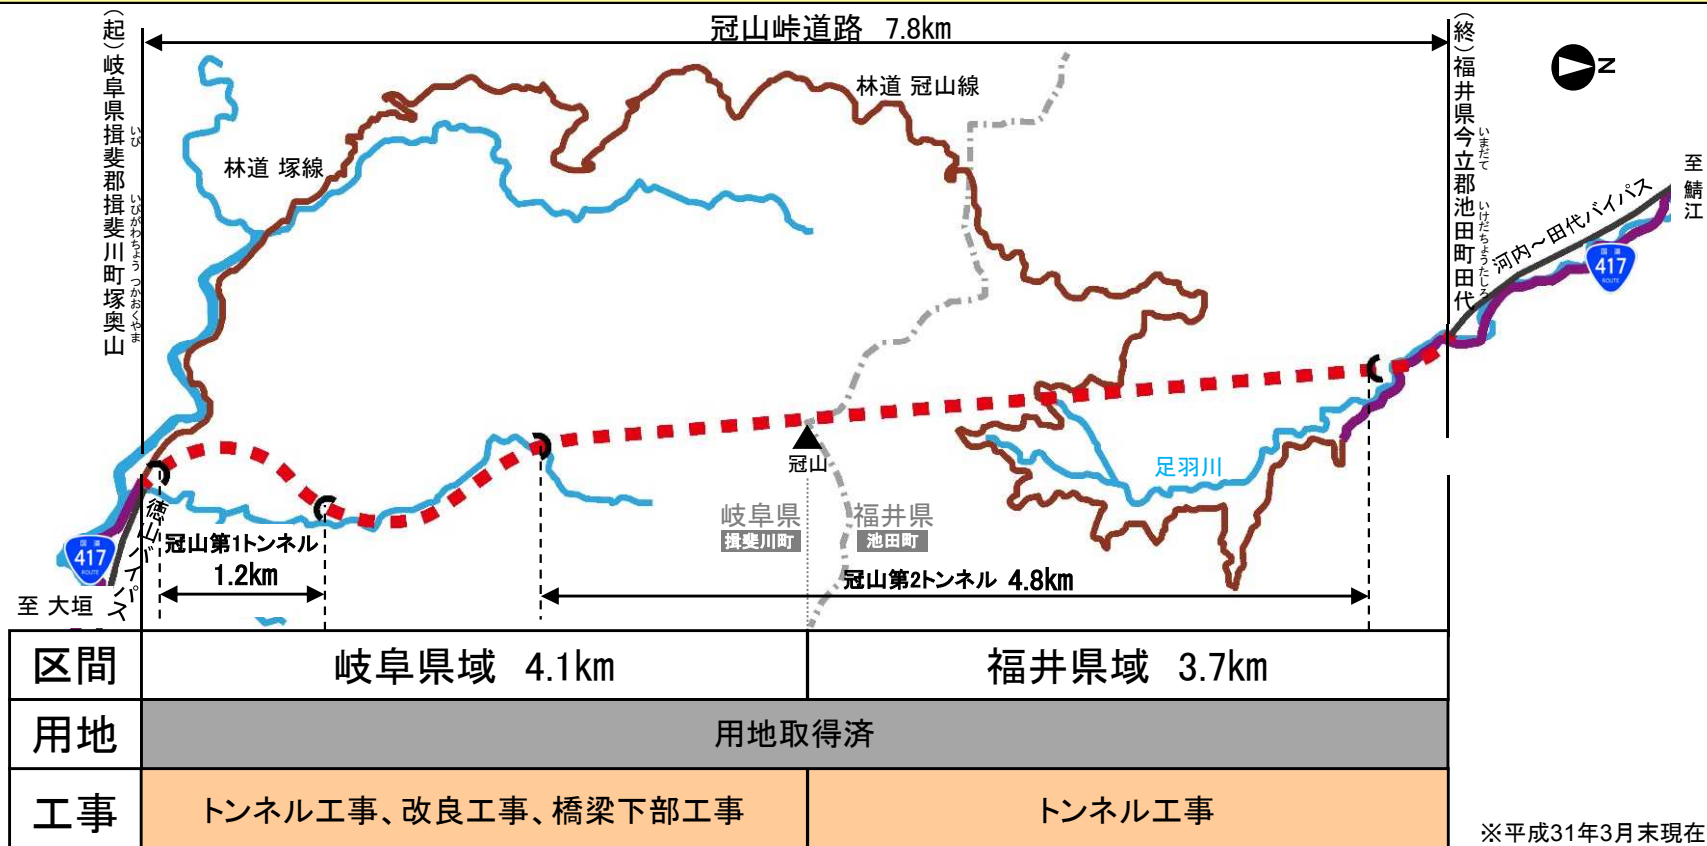 冠山峠道路 7.8km
(起)岐阜県揖斐郡揖斐川町塚奥山
いび
いびがわちょう つかおくやま
(終)福井県今立郡池田町田代
いまだて
いけだちょうたしろ
N
林道 冠山線
林道 塚線
至 鯖江
河内～田代バイパス
国道
417
ROUTE
足羽川
冠山
岐阜県
揖斐川町
福井県
池田町
徳山バイパス
国道
417
ROUTE
至 大垣
冠山第1トンネル
1.2km
冠山第2トンネル 4.8km
区間 岐阜県域 4.1km 福井県域 3.7km
用地 用地取得済
工事 トンネル工事、改良工事、橋梁下部工事 トンネル工事
※平成31年3月末現在